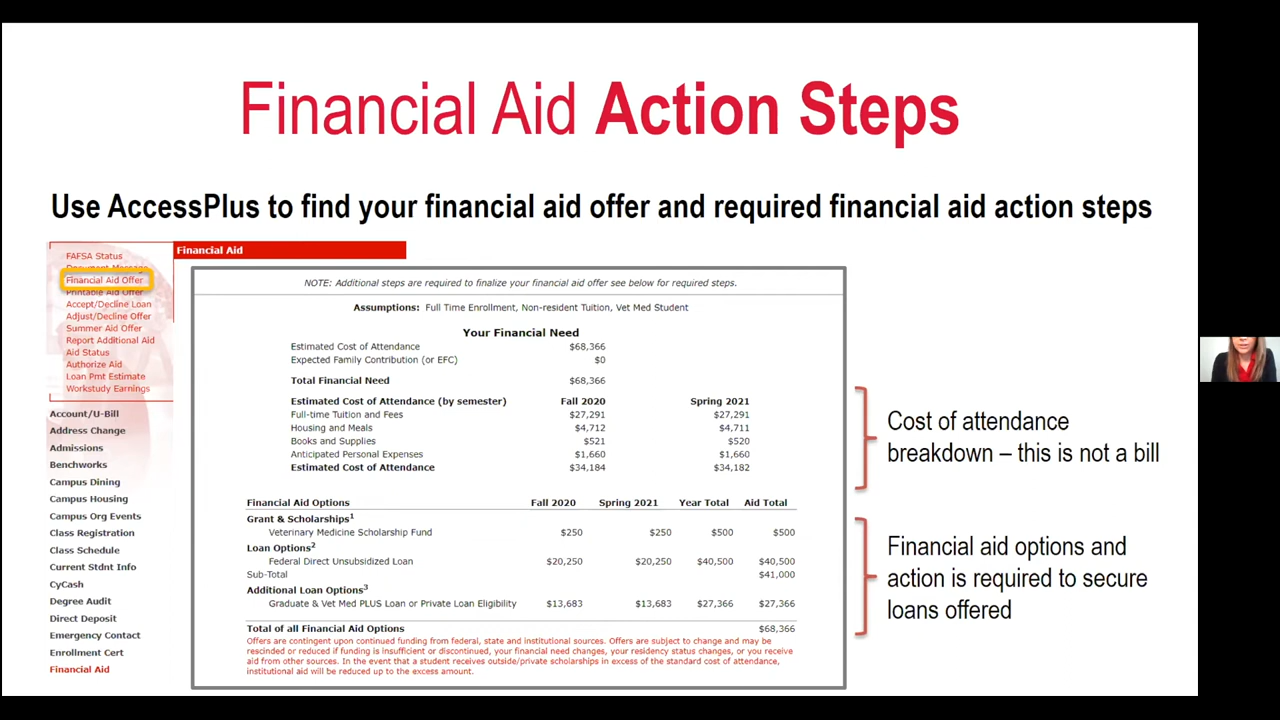 Financial Aid Action Steps
Use AccessPlus to find your financial aid offer and required financial aid action steps
FAFSA Status
Document Message
Financial Aid Offer
Printable Aid Offer
Accept/Decline Loan
Adjust/Decline Offer
Summer Aid Offer
Report Additional Aid
Aid Status
Authorize Aid
Loan Pmt Estimate
Workstudy Earnings
Account/U-Bill
Address Change
Admissions
Benchworks
Campus Dining
Campus Housing
Campus Org Events
Class Registration
Class Schedule
Current Stdnt Info
CyCash
Degree Audit
Direct Deposit
Emergency Contact
Enrollment Cert
Financial Aid
Financial Aid
NOTE: Additional steps are required to finalize your financial aid offer see below for required steps.
Assumptions: Full Time Enrollment, Non-resident Tuition, Vet Med Student
Your Financial Need
Estimated Cost of Attendance $68,366
Expected Family Contribution (or EFC) $0
Total Financial Need $68,366
Estimated Cost of Attendance (by semester) Fall 2020 Spring 2021
Full-time Tuition and Fees $27,291 $27,291
Housing and Meals $4,712 $4,711
Books and Supplies $521 $520
Anticipated Personal Expenses $1,660 $1,660
Estimated Cost of Attendance $34,184 $34,182
Financial Aid Options Fall 2020 Spring 2021 Year Total Aid Total
Grant & Scholarships1
Veterinary Medicine Scholarship Fund $250 $250 $500 $500
Loan Options2
Federal Direct Unsubsidized Loan $20,250 $20,250 $40,500 $40,500
Sub-Total $41,000
Additional Loan Options3
Graduate & Vet Med PLUS Loan or Private Loan Eligibility $13,683 $13,683 $27,366 $27,366
Total of all Financial Aid Options $68,366
Offers are contingent upon continued funding from federal, state and institutional sources. Offers are subject to change and may be
rescinded or reduced if funding is insufficient or discontinued, your financial need changes, your residency status changes, or you receive
aid from other sources. In the event that a student receives outside/private scholarships in excess of the standard cost of attendance,
institutional aid will be reduced up to the excess amount.
Cost of attendance
breakdown – this is not a bill
Financial aid options and
action is required to secure
loans offered